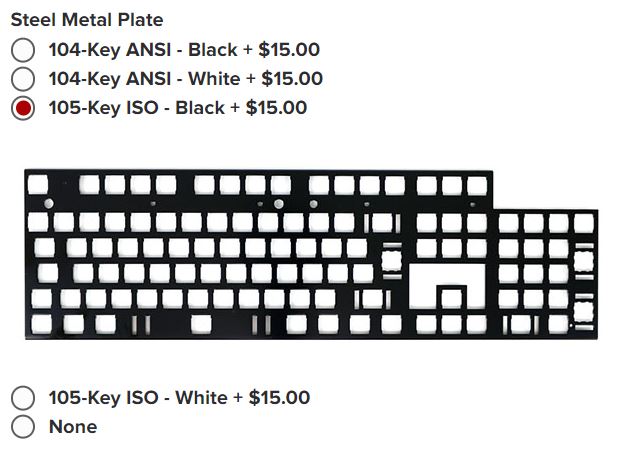 Steel Metal Plate
104-Key ANSI - Black + $15.00
104-Key ANSI - White + $15.00
105-Key ISO - Black + $15.00
105-Key ISO - White + $15.00
None